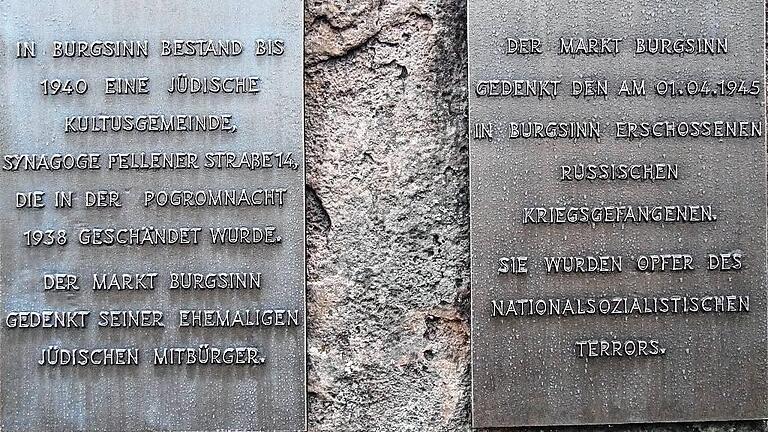 IN BURGSINN BESTAND BIS
1940 EINE JÜDISCHE
KULTUSGEMEINDE,
SYNAGOGE FELLENER STRAẞE 14,
DIE IN DER POGROMNACHT
1938 GESCHÄNDET WURDE.
DER MARKT BURGSINN
GEDENKT SEINER EHEMALIGEN
JÜDISCHEN MITBÜRGER.
DER MARKT BURGSINN
GEDENKT DEN AM 01.04.1945
IN BURGSINN ERSCHOSSENEN
RUSSISCHEN
KRIEGSGEFANGENEN.
SIE WURDEN OPFER DES
NATIONALSOZIALISTISCHEN
TERRORS.